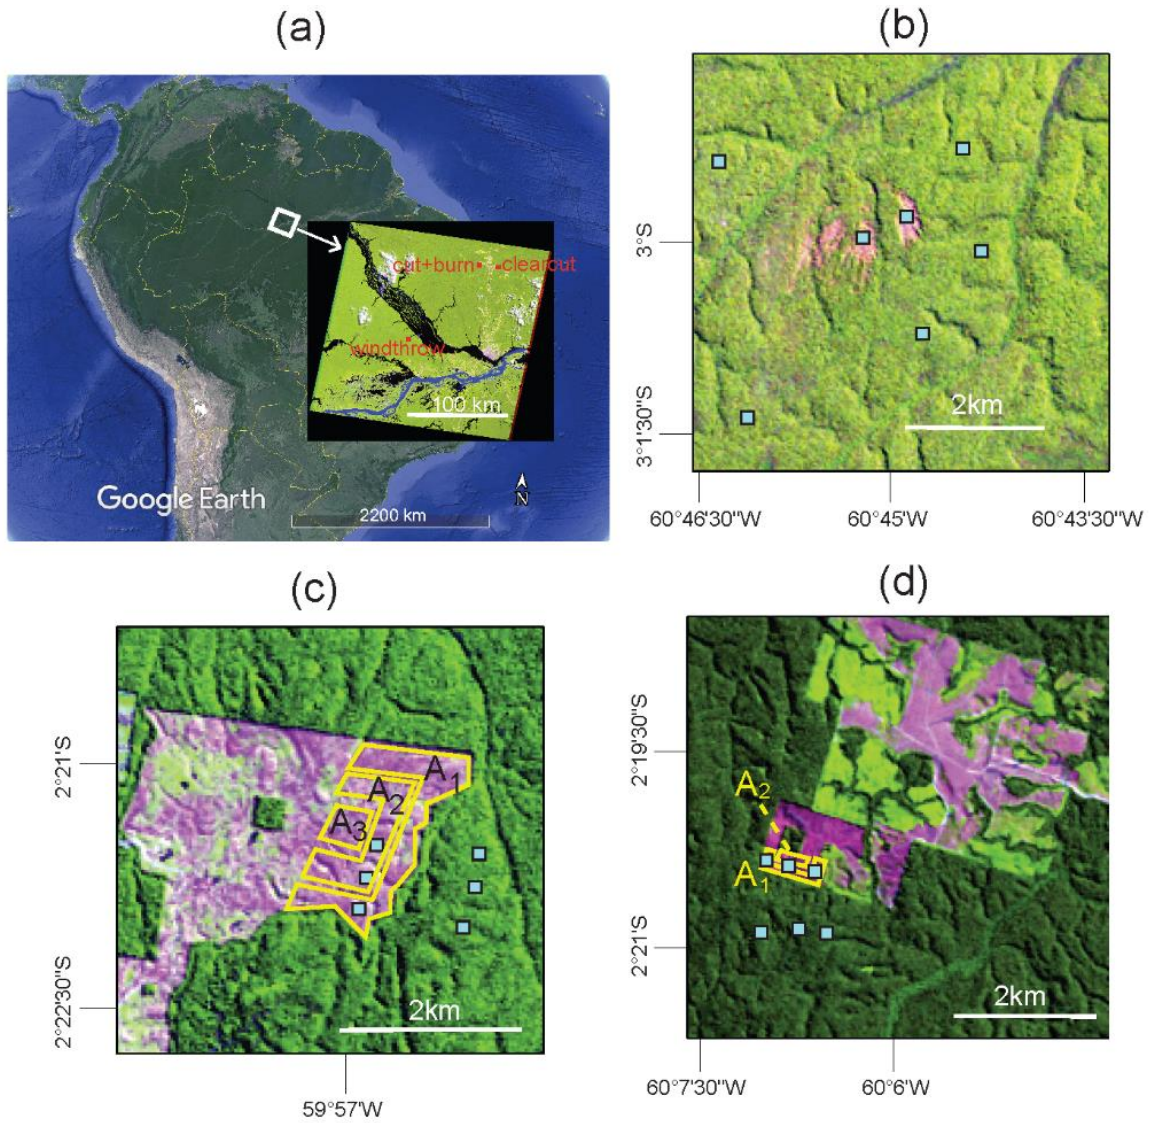 (a)
cut+burn clearcut
windthrow
100 km
Google Earth
N
2200 km
(b)
3°S
3°1'30"S
2km
60°46'30"W 60°45'W 60°43'30"W
(c)
2°21'S
2°22'30"S
A1
A2
A3
2km
59°57'W
(d)
2°19'30"S
2°21'S
A2
A1
2km
60°7'30"W 60°6'W